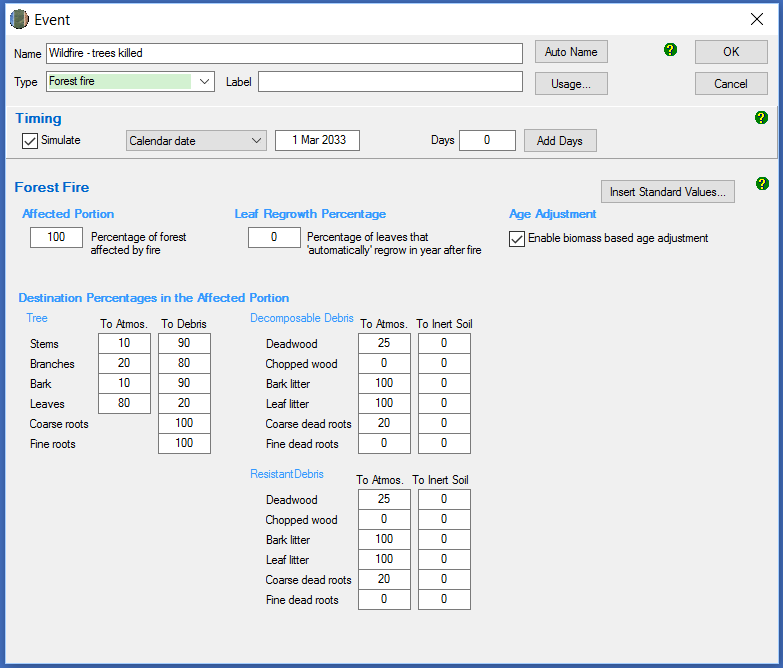 Event
Name Wildfire - trees killed Auto Name ? OK
Type Forest fire Label Usage... Cancel
Timing ?
Simulate Calendar date 1 Mar 2033 Days 0 Add Days
Forest Fire Insert Standard Values... ?
Affected Portion Leaf Regrowth Percentage Age Adjustment
100 Percentage of forest 0 Percentage of leaves that Enable biomass based age adjustment
affected by fire 'automatically' regrow in year after fire
Destination Percentages in the Affected Portion
Tree To Atmos. To Debris
Stems 10 90
Branches 20 80
Bark 10 90
Leaves 80 20
Coarse roots 100
Fine roots 100
Decomposable Debris To Atmos. To Inert Soil
Deadwood 25 0
Chopped wood 0 0
Bark litter 100 0
Leaf litter 100 0
Coarse dead roots 20 0
Fine dead roots 0 0
Resistant Debris To Atmos. To Inert Soil
Deadwood 25 0
Chopped wood 0 0
Bark litter 100 0
Leaf litter 100 0
Coarse dead roots 20 0
Fine dead roots 0 0